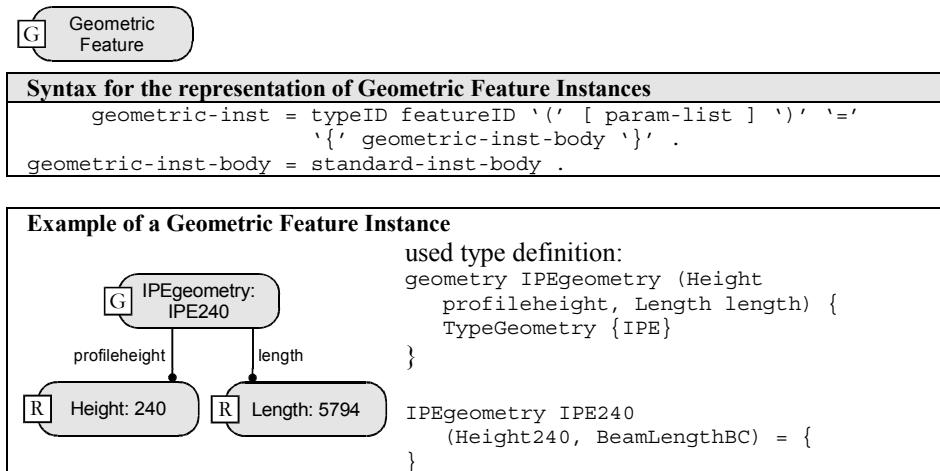 G
Geometric
Feature
Syntax for the representation of Geometric Feature Instances
geometric-inst = typeID featureID ‘(’ [ param-list ] ‘)’ ‘=’
‘{’ geometric-inst-body ‘}’ .
geometric-inst-body = standard-inst-body .
Example of a Geometric Feature Instance
G
IPEgeometry:
IPE240
profileheight
length
R
Height: 240
R
Length: 5794
used type definition:
geometry IPEgeometry (Height
profileheight, Length length) {
TypeGeometry {IPE}
}
IPEgeometry IPE240
(Height240, BeamLengthBC) = {
}